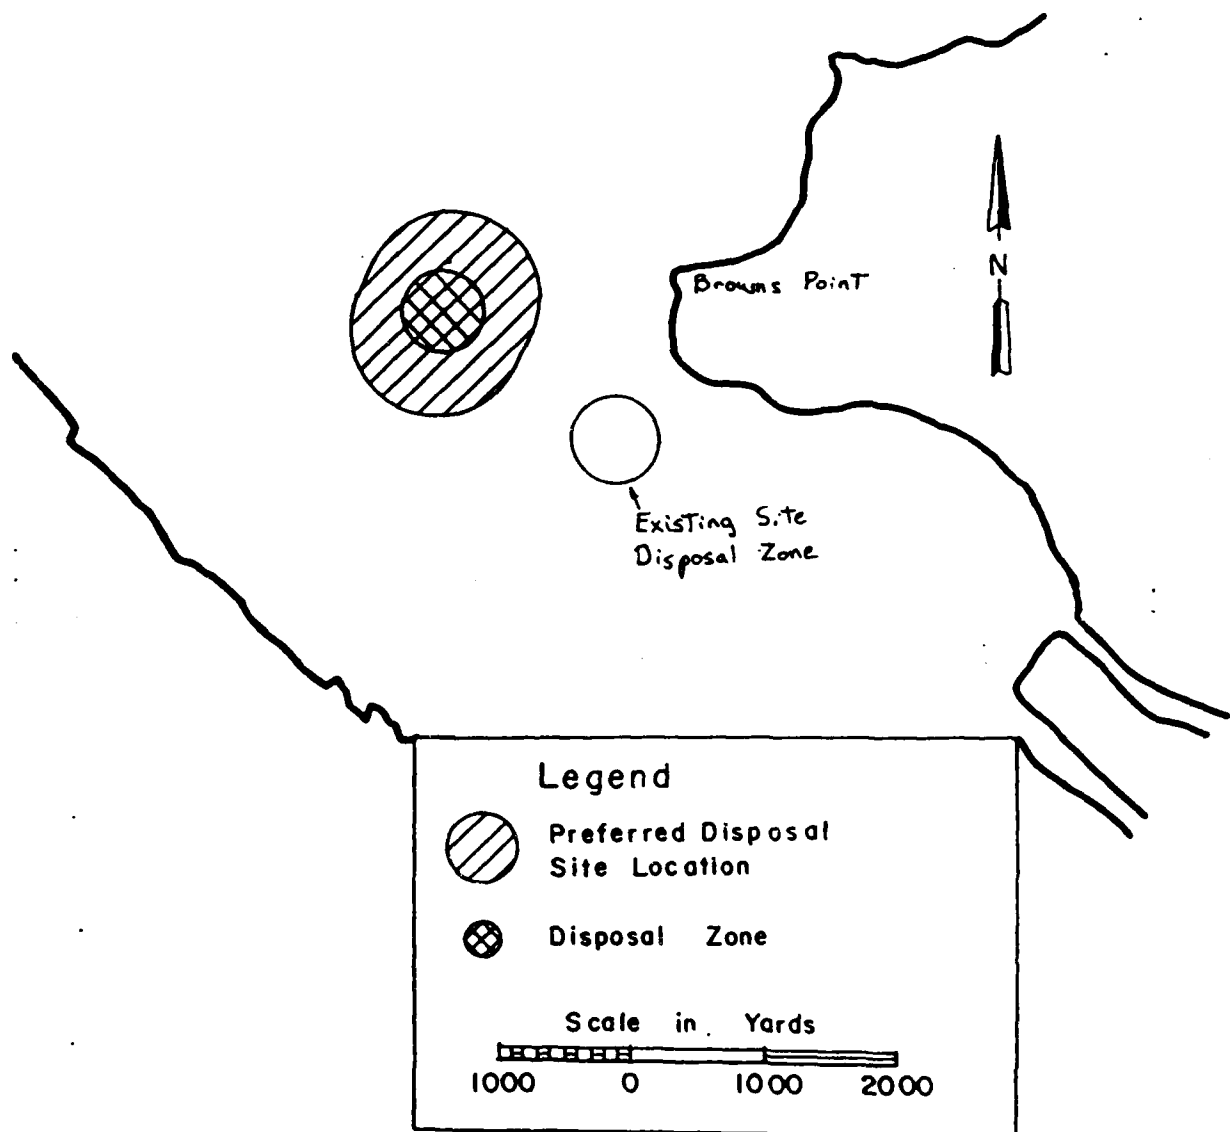 N
Browns Point
Existing Site
Disposal Zone
Legend
Preferred Disposal
Site Location
Disposal Zone
Scale in Yards
1000 0 1000 2000